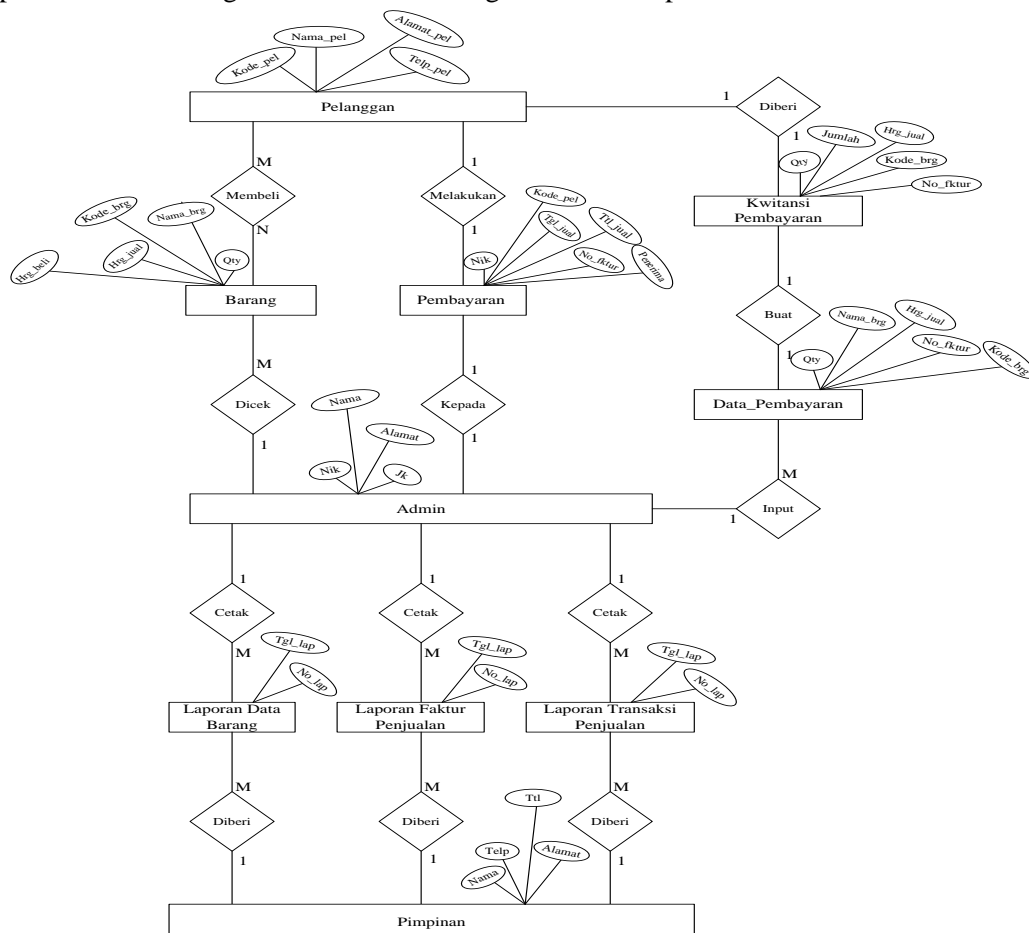 Nama_pel
Alamat_pel
Kode_pel
Telp_pel
Pelanggan
1
Diberi
1
Jumlah
Hrg_jual
Qty
Kode_brg
No_fktur
Kwitansi
Pembayaran
M
Membeli
N
1
Melakukan
1
Kode_brg
Nama_brg
Hrg_beli
Hrg_jual
Qty
Barang
Kode_pel
Tgl_jual
Ttl_jual
Nik
No_fktur
Penerima
Pembayaran
1
Buat
1
Nama_brg
Hrg_jual
No_fktur
Kode_brg
Qty
Data_Pembayaran
M
Dicek
1
1
Kepada
1
Nama
Alamat
Nik
Jk
Admin
M
Input
1
1
Cetak
M
1
Cetak
M
1
Cetak
M
Tgl_lap
No_lap
Laporan Data
Barang
Tgl_lap
No_lap
Laporan Faktur
Penjualan
Tgl_lap
No_lap
Laporan Transaksi
Penjualan
M
Diberi
1
M
Diberi
1
M
Diberi
1
Ttl
Telp
Alamat
Nama
Pimpinan